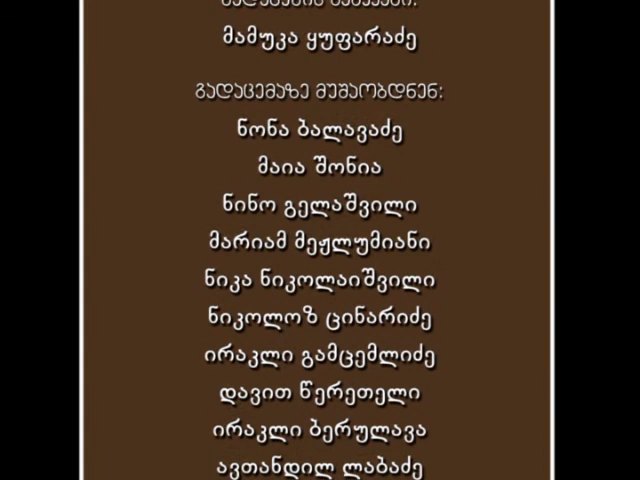 მამუკა ყუფარაძე
გადაცემაზე მუშაობდნენ:
ნონა ბალავაძე
მაია შონია
ნინო გელაშვილი
მარიამ მეჟლუმიანი
ნიკა ნიკოლაიშვილი
ნიკოლოზ ცინარიძე
ირაკლი გამცემლიძე
დავით წერეთელი
ირაკლი ბერულავა
ავთანდილ ლაბაძე